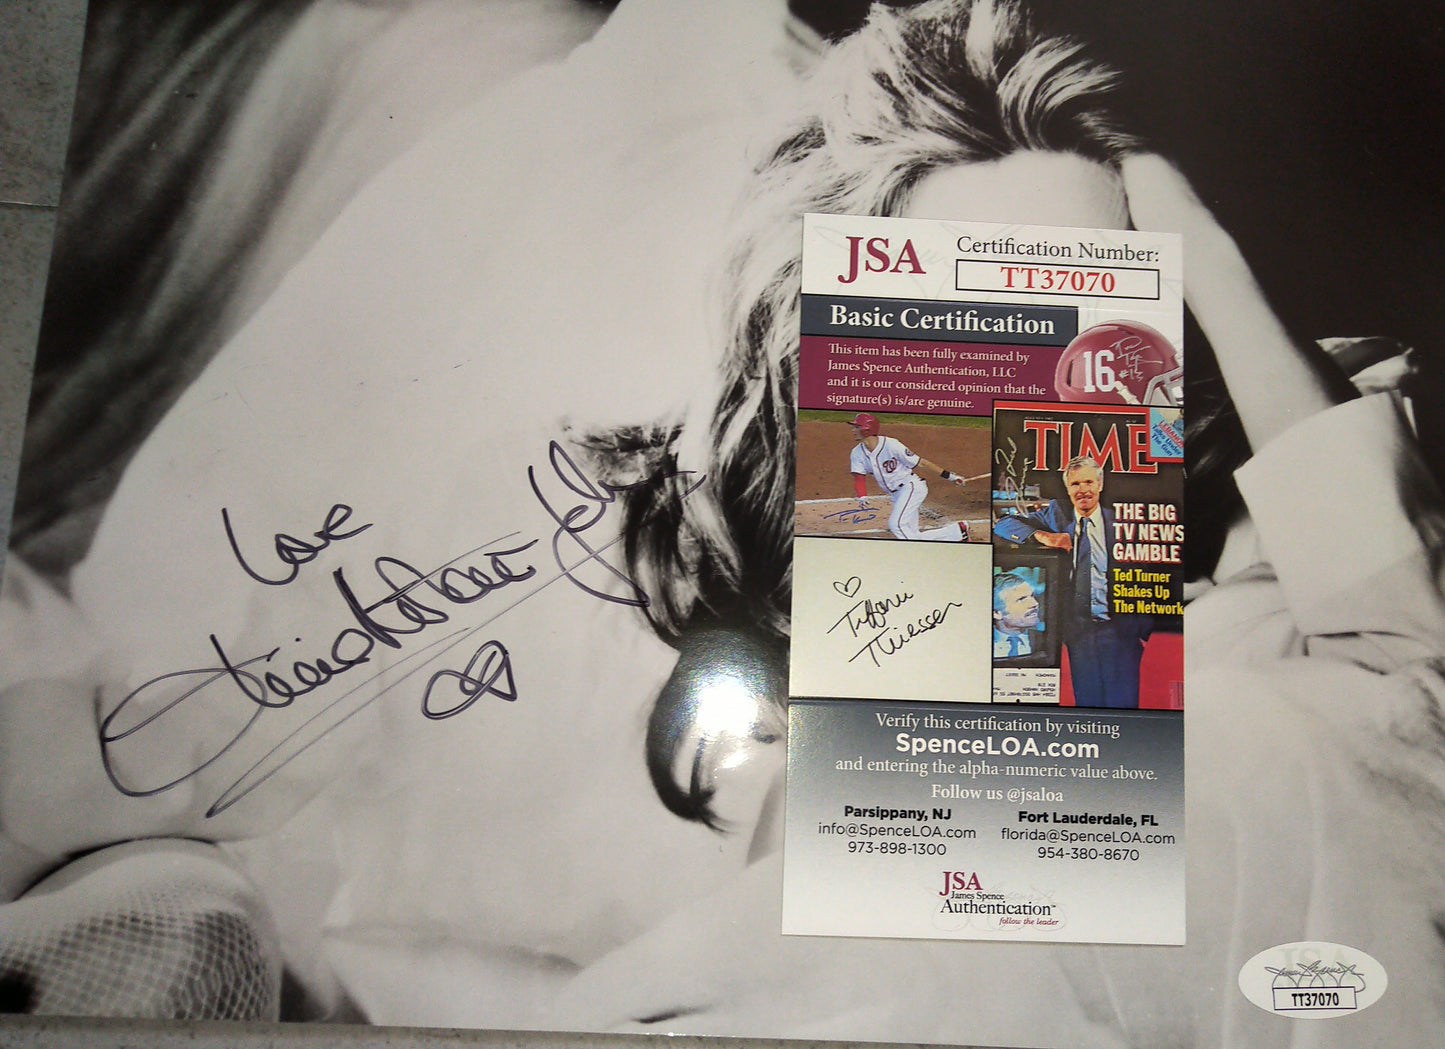 Love
JSA
Certification Number:
TT37070
Basic Certification
This item has been fully examined by
James Spence Authentication, LLC
and it is our considered opinion that the
signature(s) is/are genuine.
16
#13
TIME
THE BIG
TV NEWS
GAMBLE
Ted Turner
Shakes Up
The Network
W
Tiffani
Thiessen
Verify this certification by visiting
SpenceLOA.com
and entering the alpha-numeric value above.
Follow us @jsaloa
Parsippany, NJ
info@SpenceLOA.com
973-898-1300
Fort Lauderdale, FL
florida@SpenceLOA.com
954-380-8670
JSA
James Spence
Authentication
follow the leader
JSA
TT37070